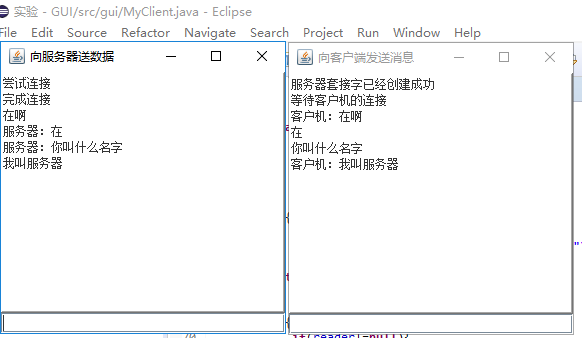 实验 - GUI/src/gui/MyClient.java - Eclipse
File Edit Source Refactor Navigate Search Project Run Window Help
向服务器送数据
尝试连接
完成连接
在啊
服务器：在
服务器：你叫什么名字
我叫服务器
向客户端发送消息
服务器套接字已经创建成功
等待客户机的连接
客户机：在啊
在
你叫什么名字
客户机：我叫服务器